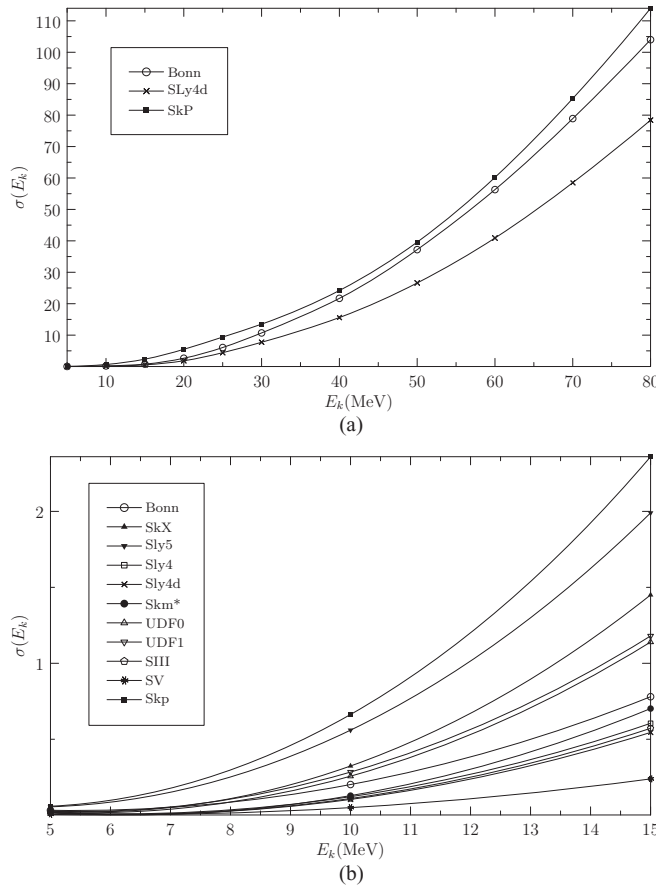 110
100
90
80
70
60
50
40
30
20
10
σ(E_k)
Bonn
SLy4d
SkP
10 20 30 40 50 60 70 80
E_k(MeV)
(a)
2
1
σ(E_k)
Bonn
SkX
Sly5
Sly4
Sly4d
Skm*
UDF0
UDF1
SIII
SV
Skp
5 6 7 8 9 10 11 12 13 14 15
E_k(MeV)
(b)